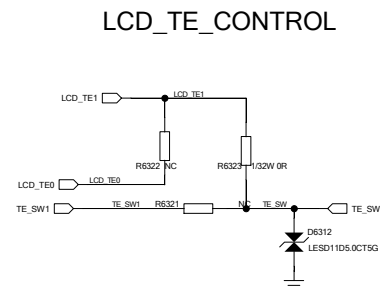 LCD_TE_CONTROL
LCD_TE1
LCD_TE1
R6322 NC
R6323 1/32W 0R
LCD_TE0
LCD_TE0
TE_SW1
TE_SW1
R6321
NC
TE_SW
TE_SW
D6312
LESD11D5.0CT5G